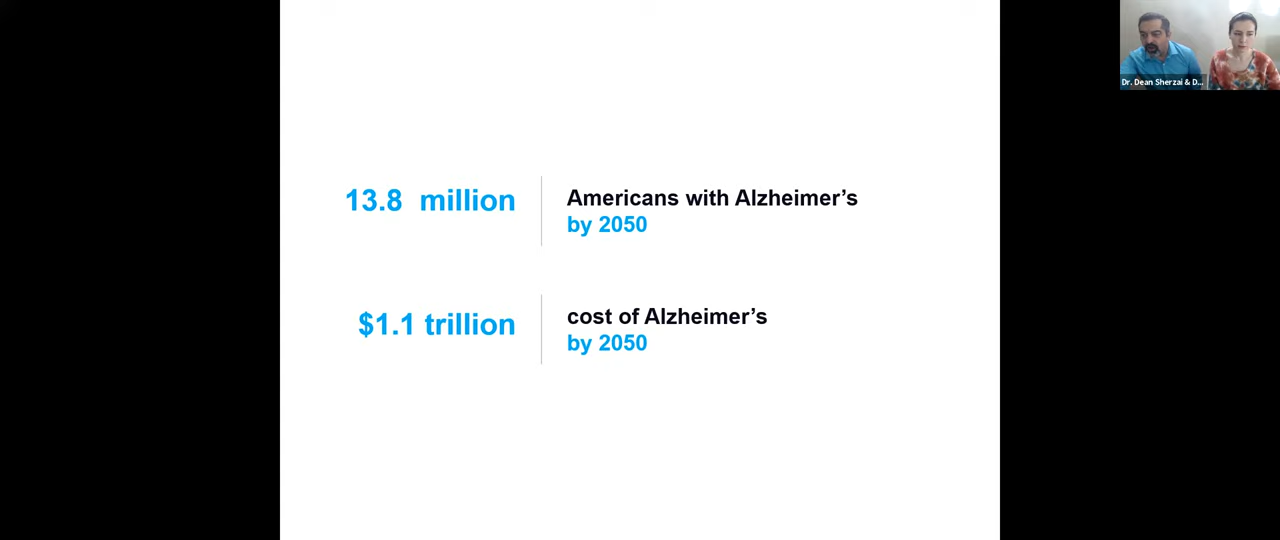 13.8 million
Americans with Alzheimer’s
by 2050
$1.1 trillion
cost of Alzheimer’s
by 2050
Dr. Dean Sherzai & D...